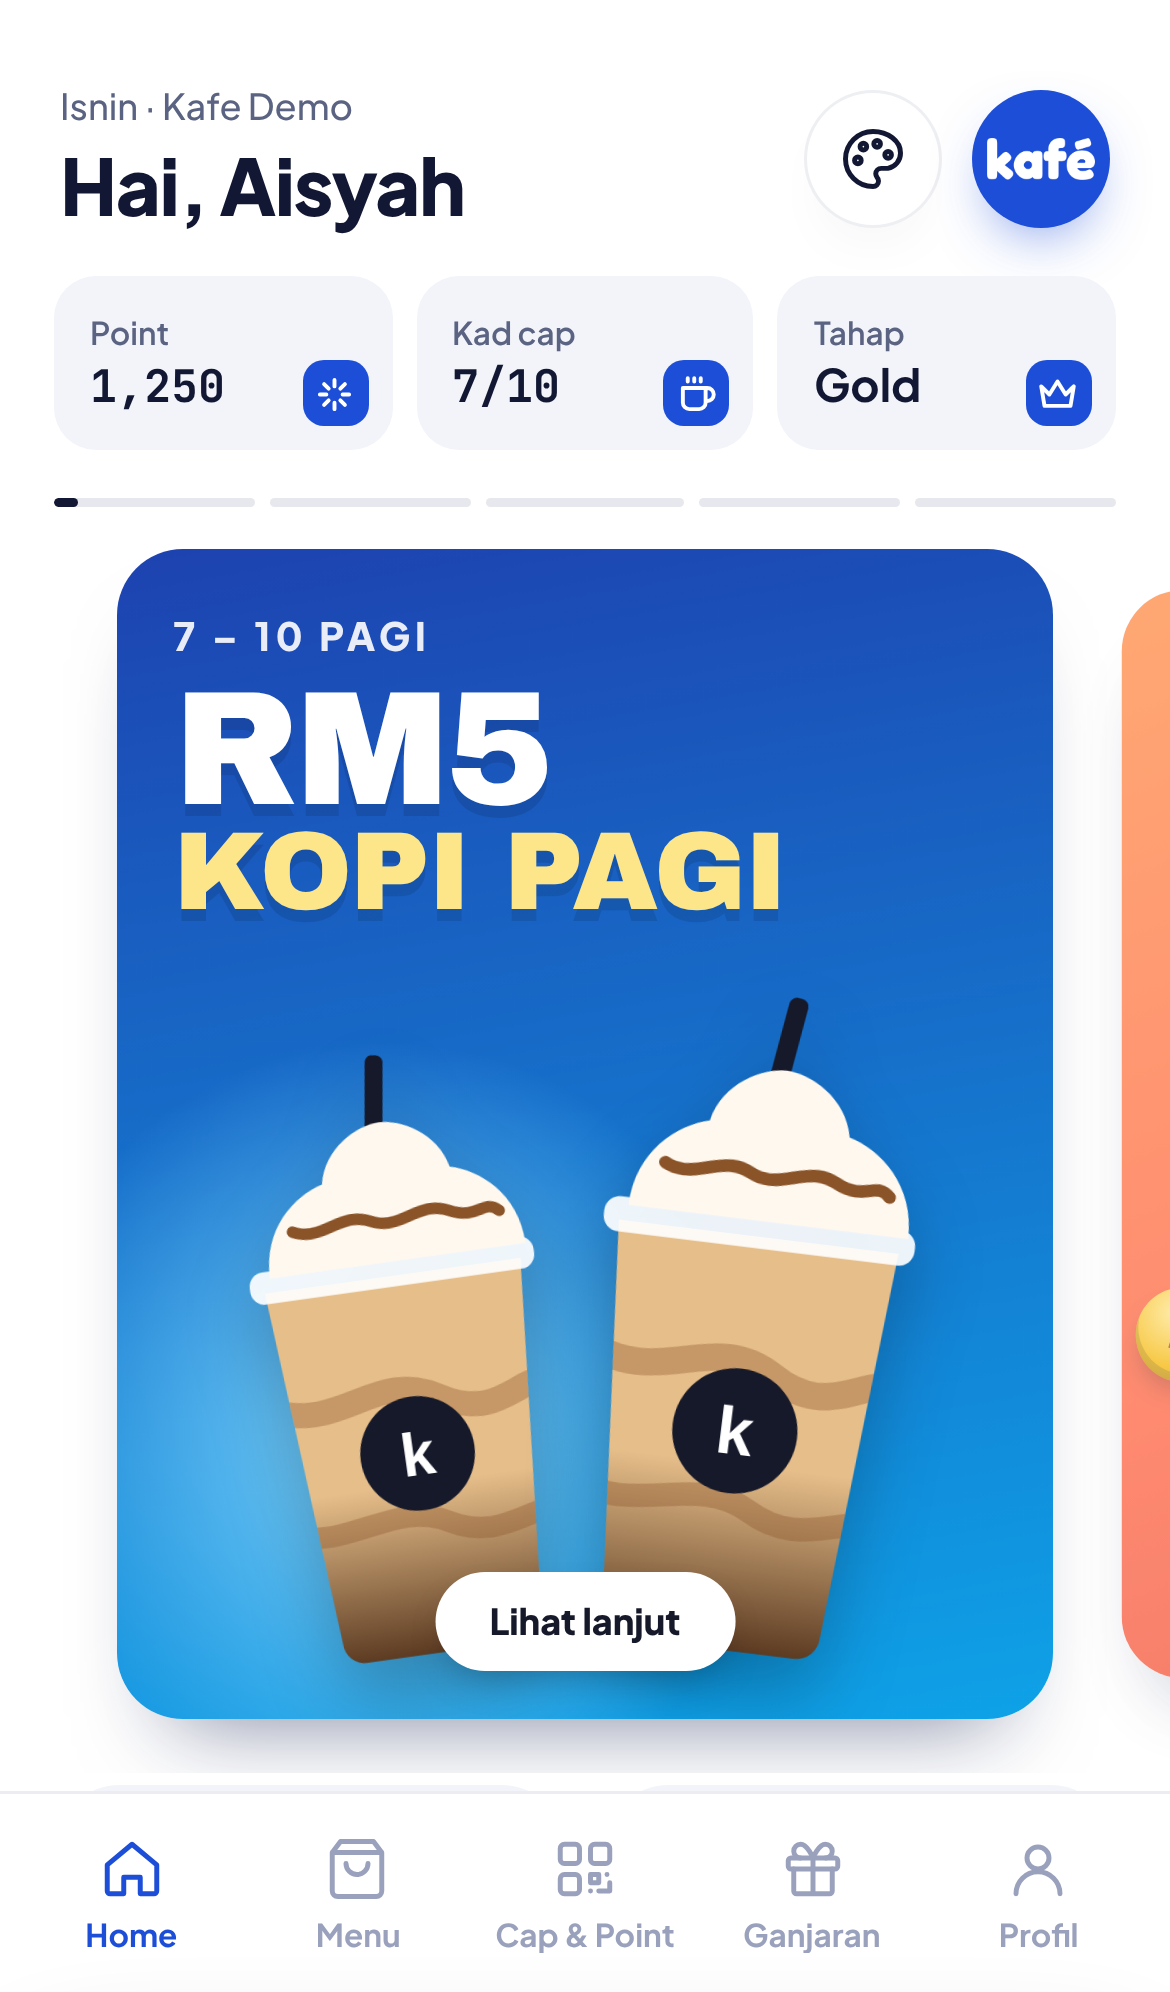 Isnin · Kafe Demo
Hai, Aisyah
kafé
Point
1,250
Kad cap
7/10
Tahap
Gold
7 – 10 PAGI
RM5
KOPI PAGI
k
k
Lihat lanjut
Home
Menu
Cap & Point
Ganjaran
Profil